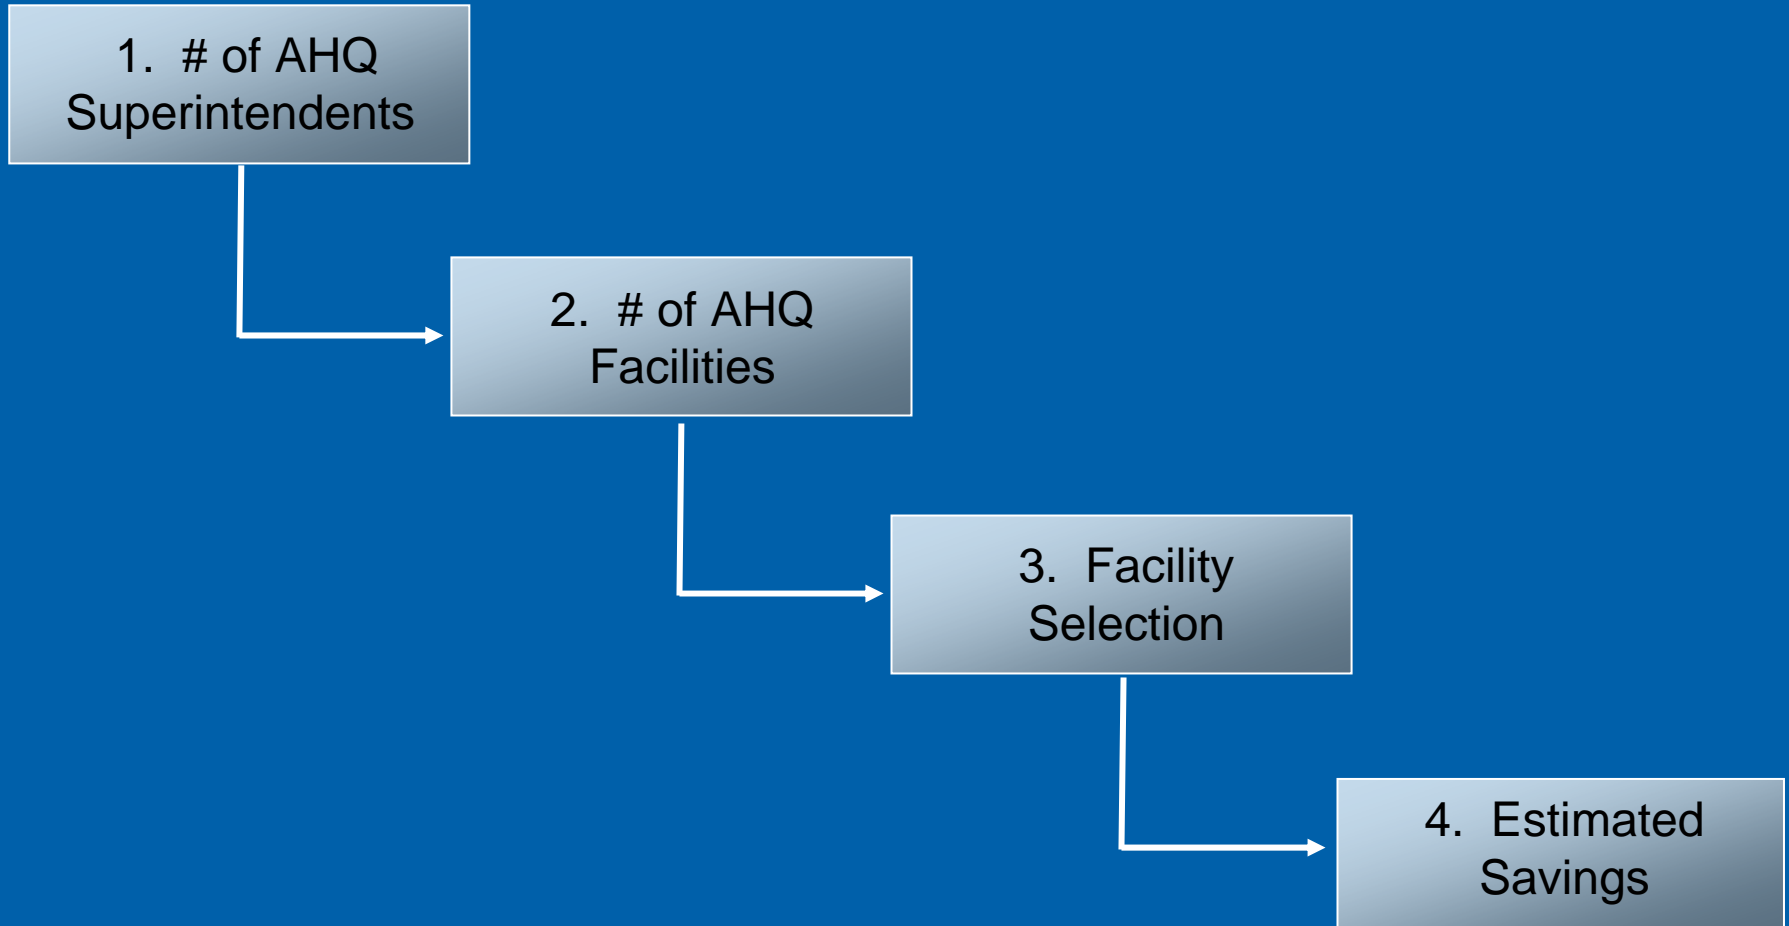 1. # of AHQ
Superintendents
2. # of AHQ
Facilities
3. Facility
Selection
4. Estimated
Savings